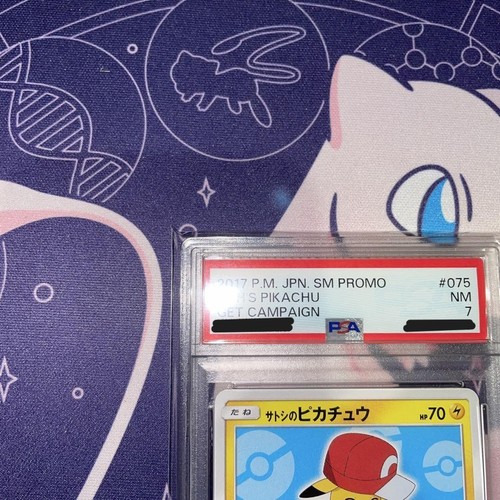 2017 P.M. JPN. SM PROMO #075
S PIKACHU NM
GET CAMPAIGN 7
PSA
たね サトシのピカチュウ HP70